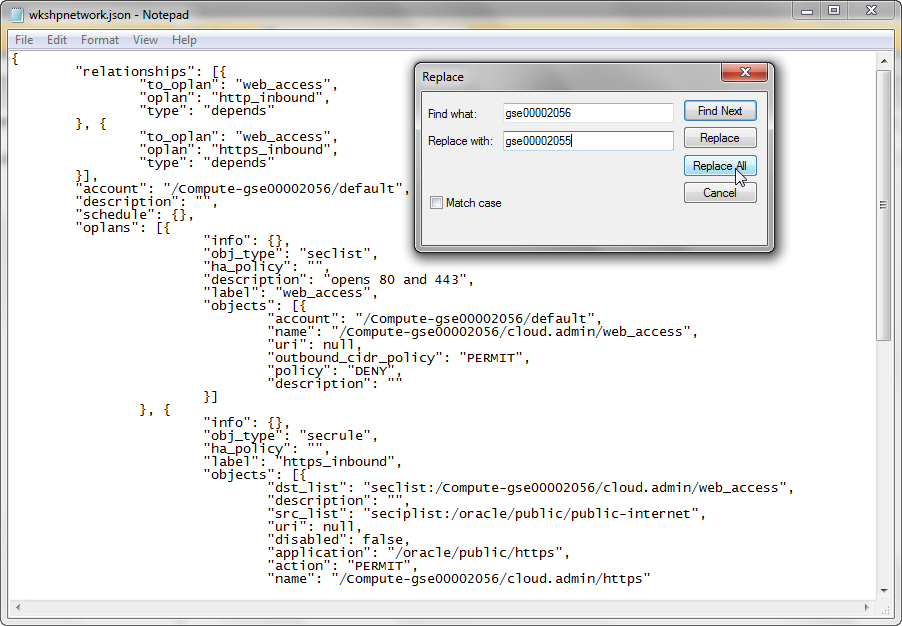 wkshpnetwork.json - Notepad
File Edit Format View Help
{
"relationships": [{
"to_oplan": "web_access",
"oplan": "http_inbound",
"type": "depends"
}, {
"to_oplan": "web_access",
"oplan": "https_inbound",
"type": "depends"
}],
"account": "/Compute-gse00002056/default",
"description": "",
"schedule": {},
"oplans": [{
"info": {},
"obj_type": "seclist",
"ha_policy": "",
"description": "opens 80 and 443",
"label": "web_access",
"objects": [{
"account": "/Compute-gse00002056/default",
"name": "/Compute-gse00002056/cloud.admin/web_access",
"uri": null,
"outbound_cidr_policy": "PERMIT",
"policy": "DENY",
"description": ""
}]
}, {
"info": {},
"obj_type": "secrule",
"ha_policy": "",
"label": "https_inbound",
"objects": [{
"dst_list": "seclist:/Compute-gse00002056/cloud.admin/web_access",
"description": "",
"src_list": "seciplist:/oracle/public/public-internet",
"uri": null,
"disabled": false,
"application": "/oracle/public/https",
"action": "PERMIT",
"name": "/Compute-gse00002056/cloud.admin/https"
Replace
Find what: gse00002056 Find Next
Replace with: gse00002055 Replace
Replace All
Match case Cancel